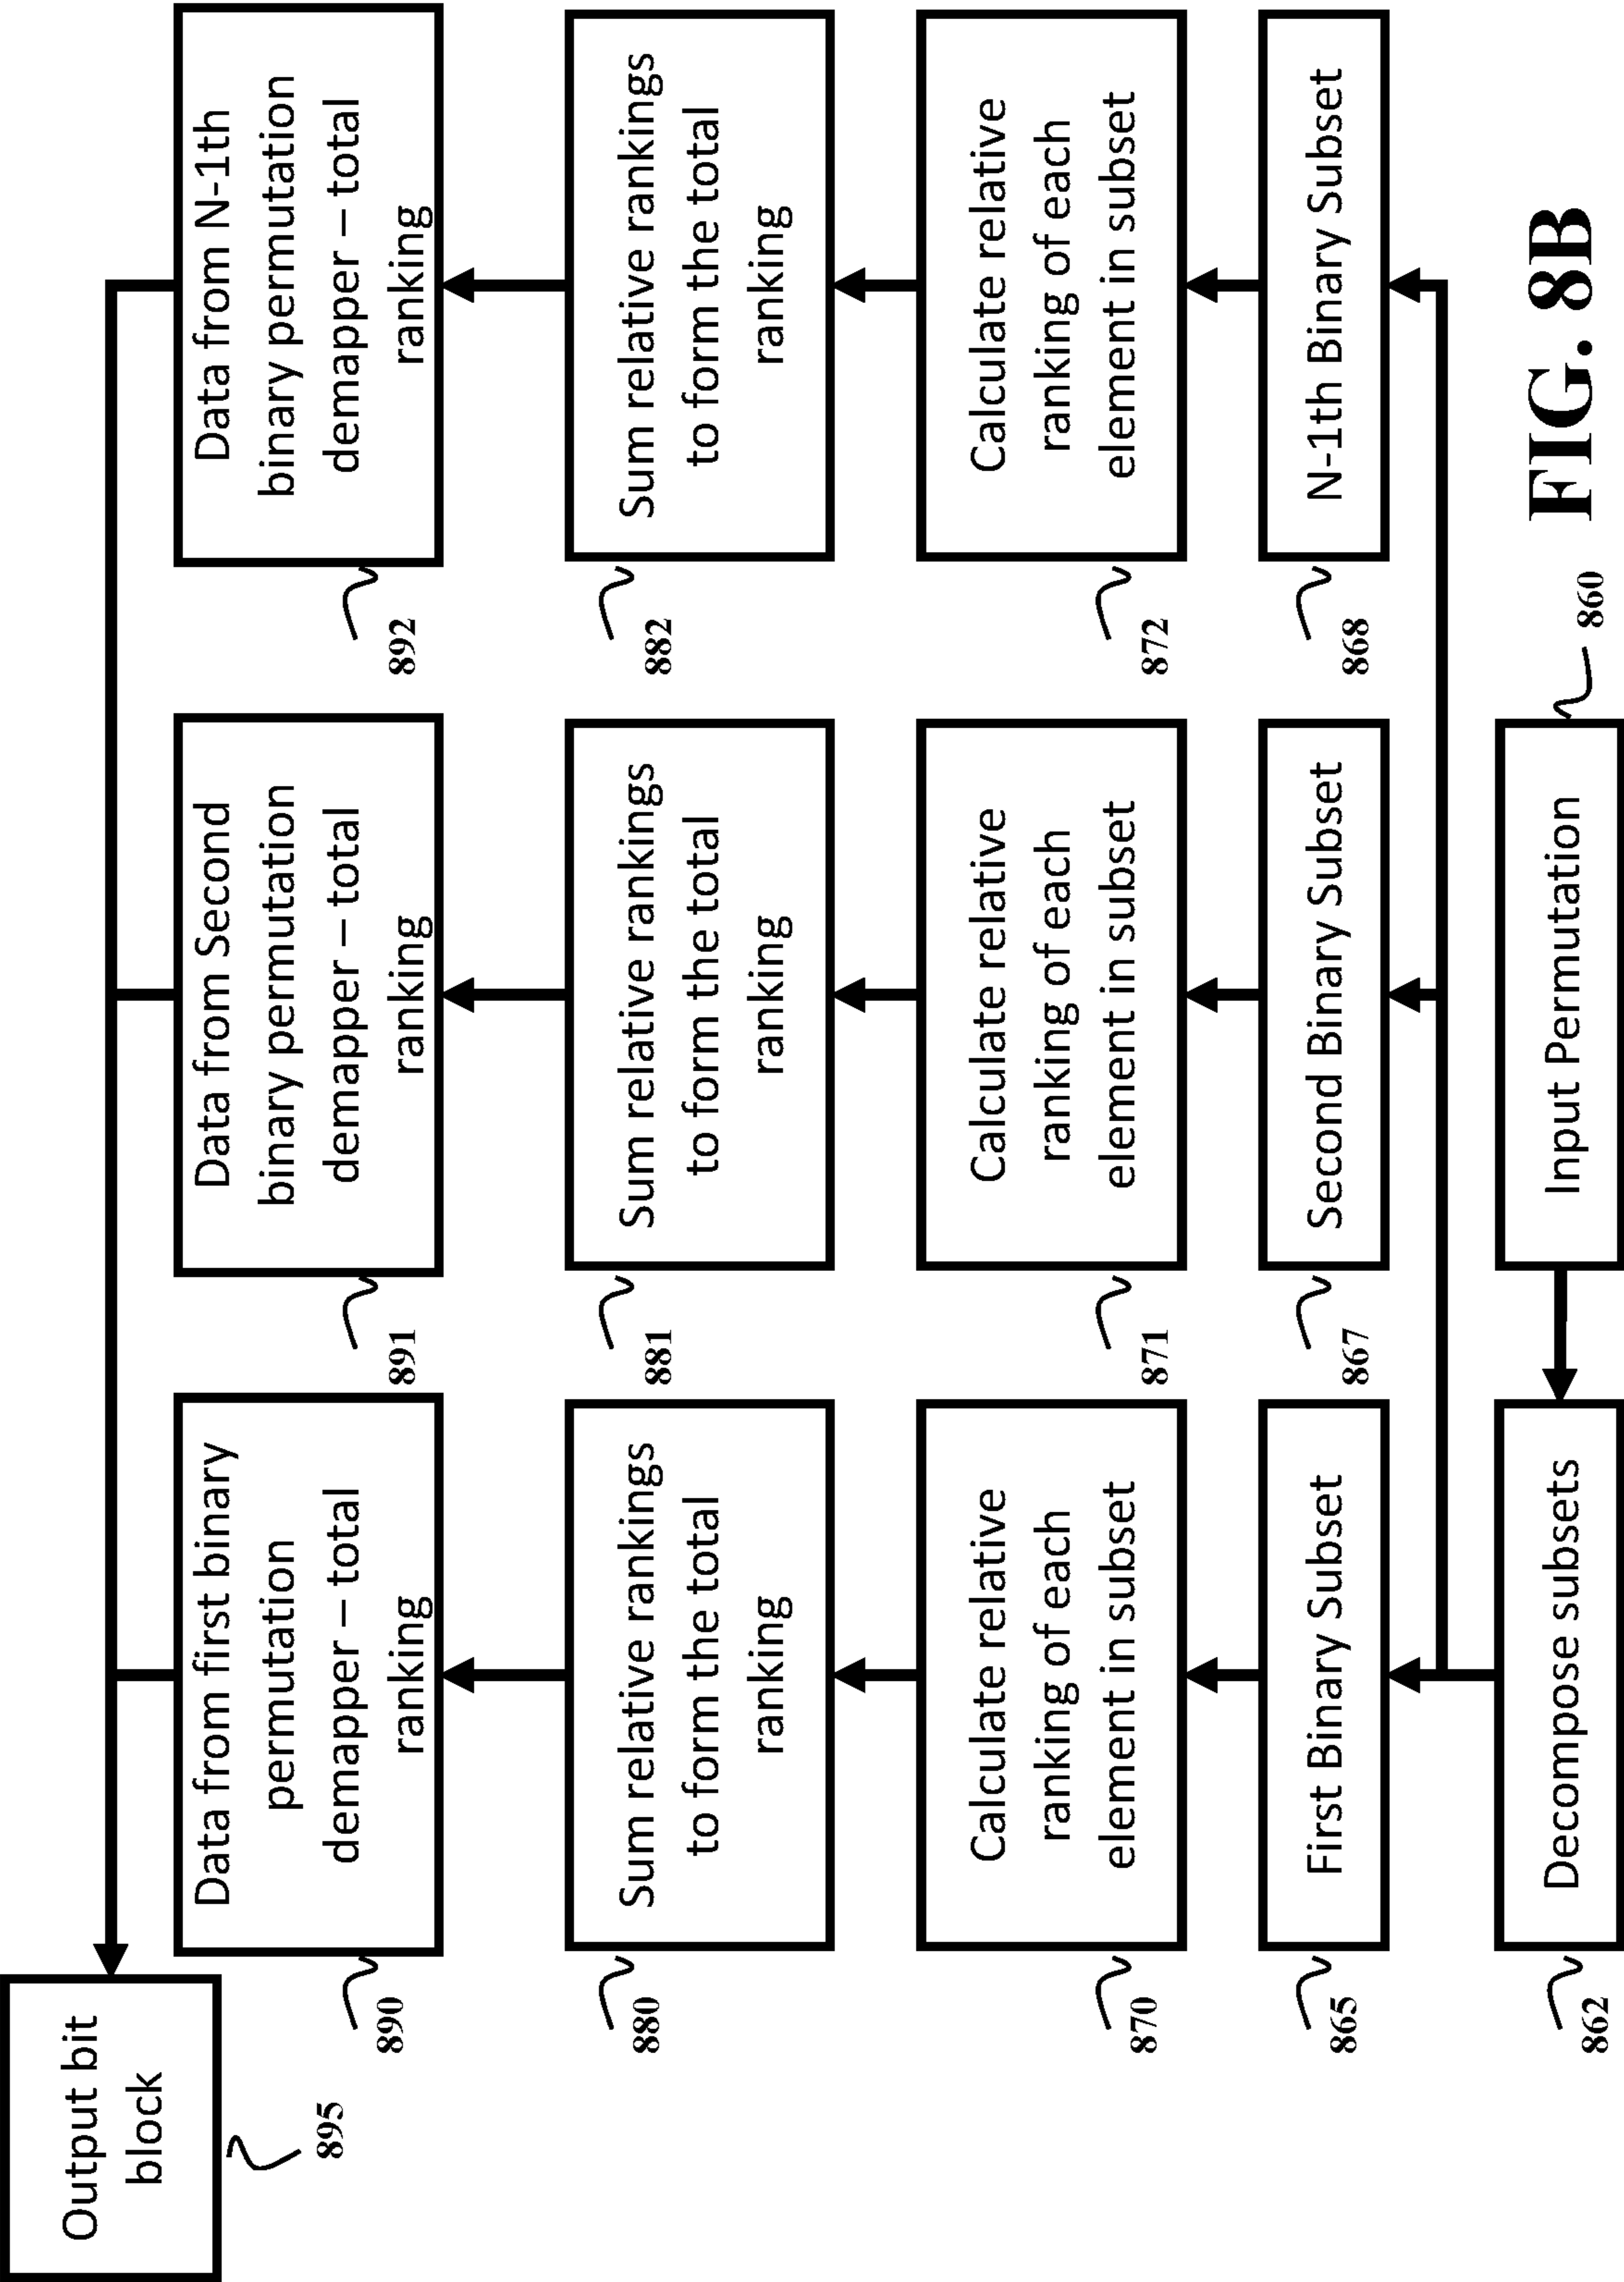 Output bit
block
895
Data from first binary
permutation
demapper – total
ranking
890
Data from Second
binary permutation
demapper – total
ranking
891
Data from N-1th
binary permutation
demapper – total
ranking
892
Sum relative rankings
to form the total
ranking
880
Sum relative rankings
to form the total
ranking
881
Sum relative rankings
to form the total
ranking
882
Calculate relative
ranking of each
element in subset
870
Calculate relative
ranking of each
element in subset
871
Calculate relative
ranking of each
element in subset
872
First Binary Subset
865
Second Binary Subset
867
N-1th Binary Subset
868
Decompose subsets
862
Input Permutation
860
FIG. 8B